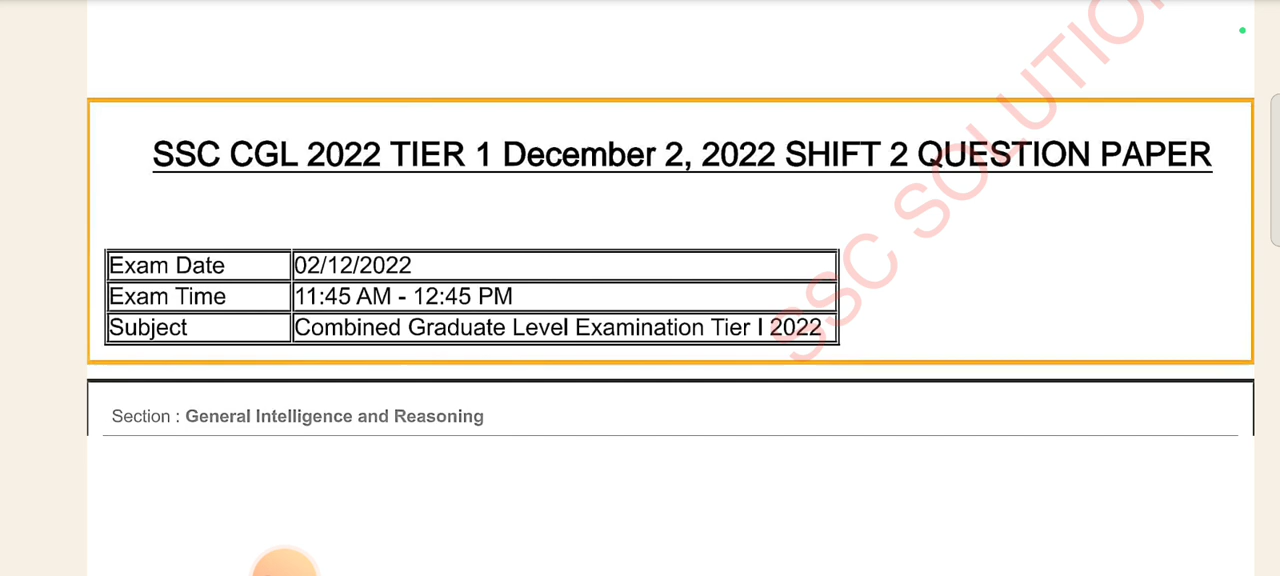 SSC CGL 2022 TIER 1 December 2, 2022 SHIFT 2 QUESTION PAPER
Exam Date 02/12/2022
Exam Time 11:45 AM - 12:45 PM
Subject Combined Graduate Level Examination Tier I 2022
Section : General Intelligence and Reasoning
SSC